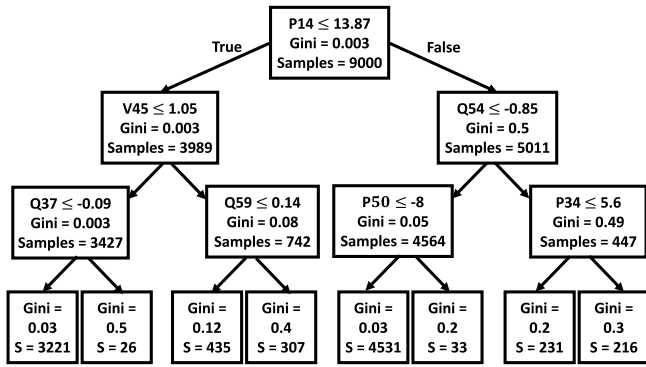 P14 ≤ 13.87
Gini = 0.003
Samples = 9000
True
False
V45 ≤ 1.05
Gini = 0.003
Samples = 3989
Q54 ≤ -0.85
Gini = 0.5
Samples = 5011
Q37 ≤ -0.09
Gini = 0.003
Samples = 3427
Q59 ≤ 0.14
Gini = 0.08
Samples = 742
P50 ≤ -8
Gini = 0.05
Samples = 4564
P34 ≤ 5.6
Gini = 0.49
Samples = 447
Gini =
0.03
S = 3221
Gini =
0.5
S = 26
Gini =
0.12
S = 435
Gini =
0.4
S = 307
Gini =
0.03
S = 4531
Gini =
0.2
S = 33
Gini =
0.2
S = 231
Gini =
0.3
S = 216